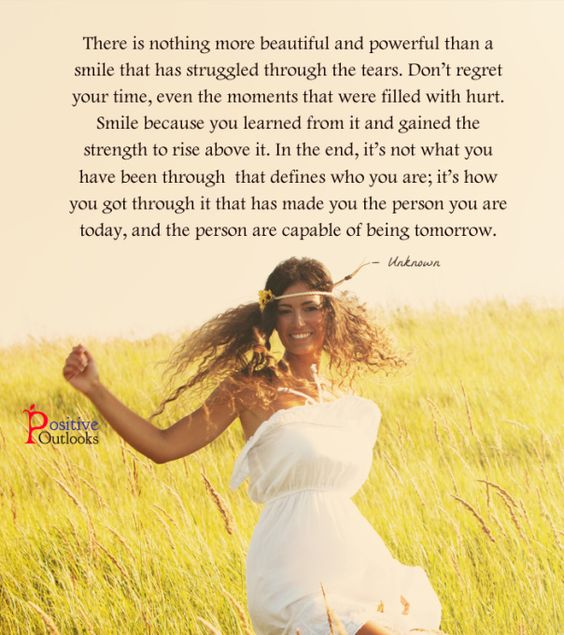 There is nothing more beautiful and powerful than a
smile that has struggled through the tears. Don't regret
your time, even the moments that were filled with hurt.
Smile because you learned from it and gained the
strength to rise above it. In the end, it's not what you
have been through  that defines who you are; it's how
you got through it that has made you the person you are
today, and the person are capable of being tomorrow.
– Unknown
Positive
Outlooks